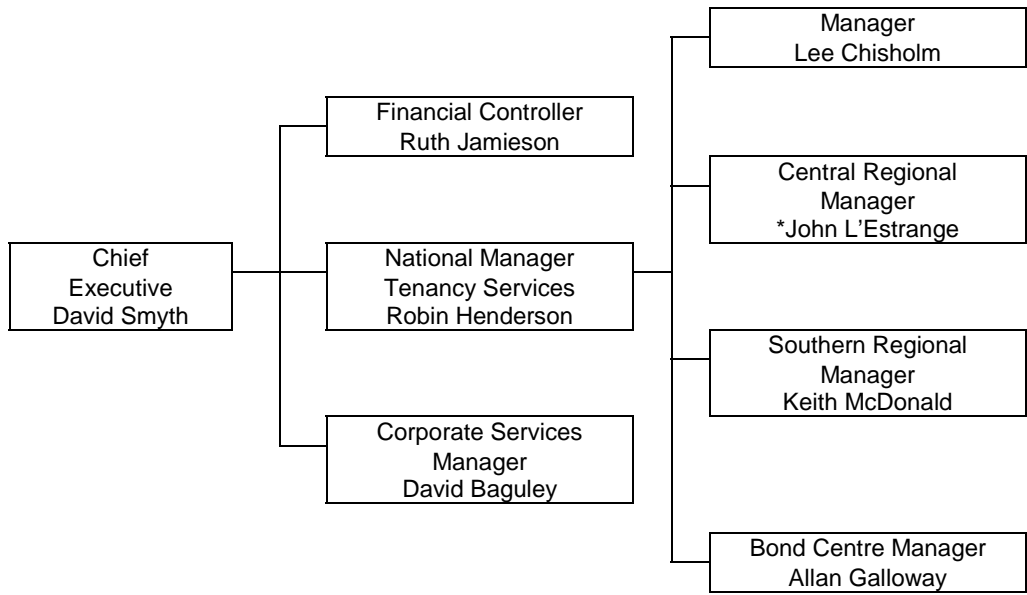 Chief
Executive
David Smyth
Financial Controller
Ruth Jamieson
National Manager
Tenancy Services
Robin Henderson
Corporate Services
Manager
David Baguley
Manager
Lee Chisholm
Central Regional
Manager
*John L'Estrange
Southern Regional
Manager
Keith McDonald
Bond Centre Manager
Allan Galloway